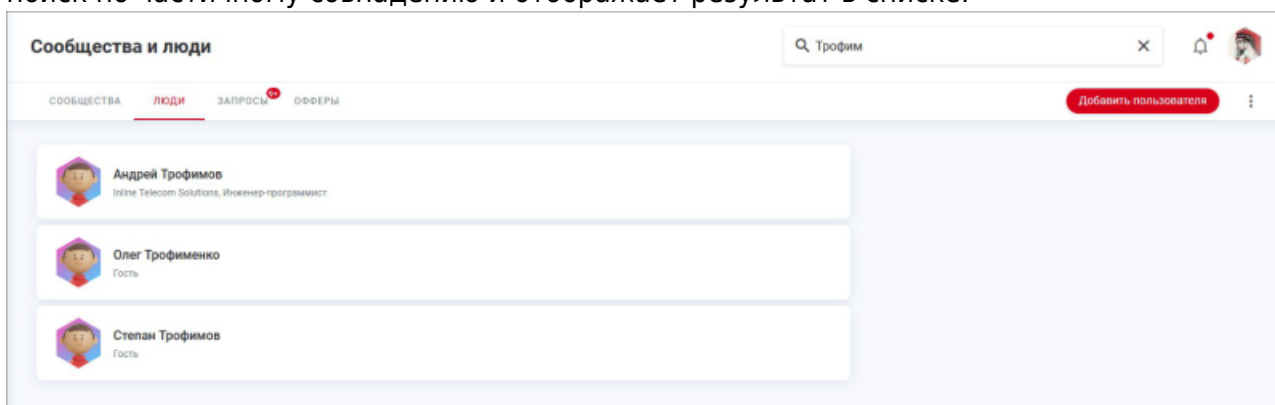 поиск по частичному совпадению и отображает результат в списке.
Сообщества и люди
Трофим
СООБЩЕСТВА ЛЮДИ ЗАПРОСЫ 9+ ОФФЕРЫ
Добавить пользователя
Андрей Трофимов
Inline Telecom Solutions, Инженер-программист
Олег Трофименко
Гость
Степан Трофимов
Гость